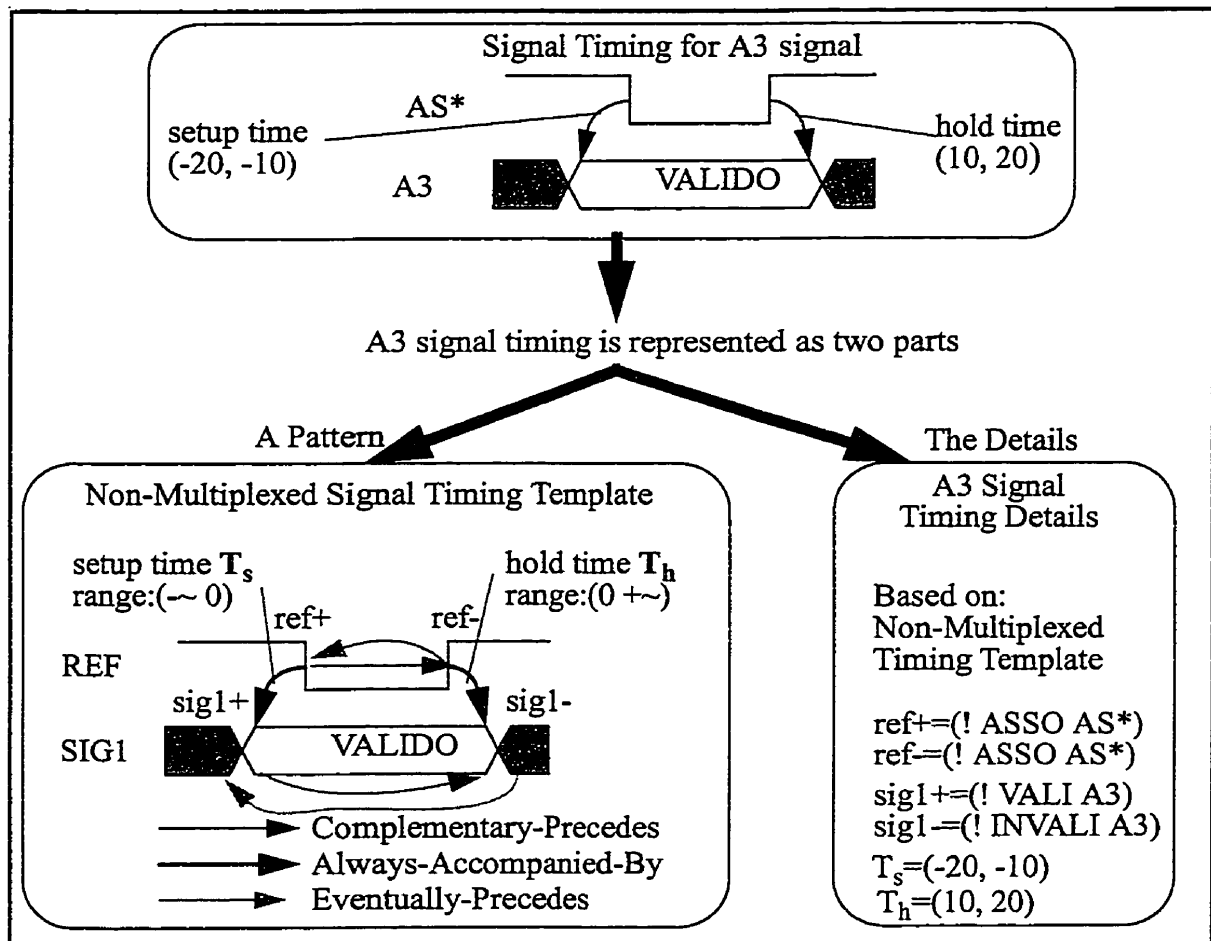 Signal Timing for A3 signal
AS*
setup time
(-20, -10)
hold time
(10, 20)
A3
VALIDO
A3 signal timing is represented as two parts
A Pattern
The Details
Non-Multiplexed Signal Timing Template
setup time Ts
range:(-~ 0)
hold time Th
range:(0 +~)
ref+
ref-
REF
sig1+
sig1-
SIG1
VALIDO
Complementary-Precedes
Always-Accompanied-By
Eventually-Precedes
A3 Signal
Timing Details
Based on:
Non-Multiplexed
Timing Template
ref+=(! ASSO AS*)
ref-=(! ASSO AS*)
sig1+=(! VALI A3)
sig1-=(! INVALI A3)
Ts=(-20, -10)
Th=(10, 20)